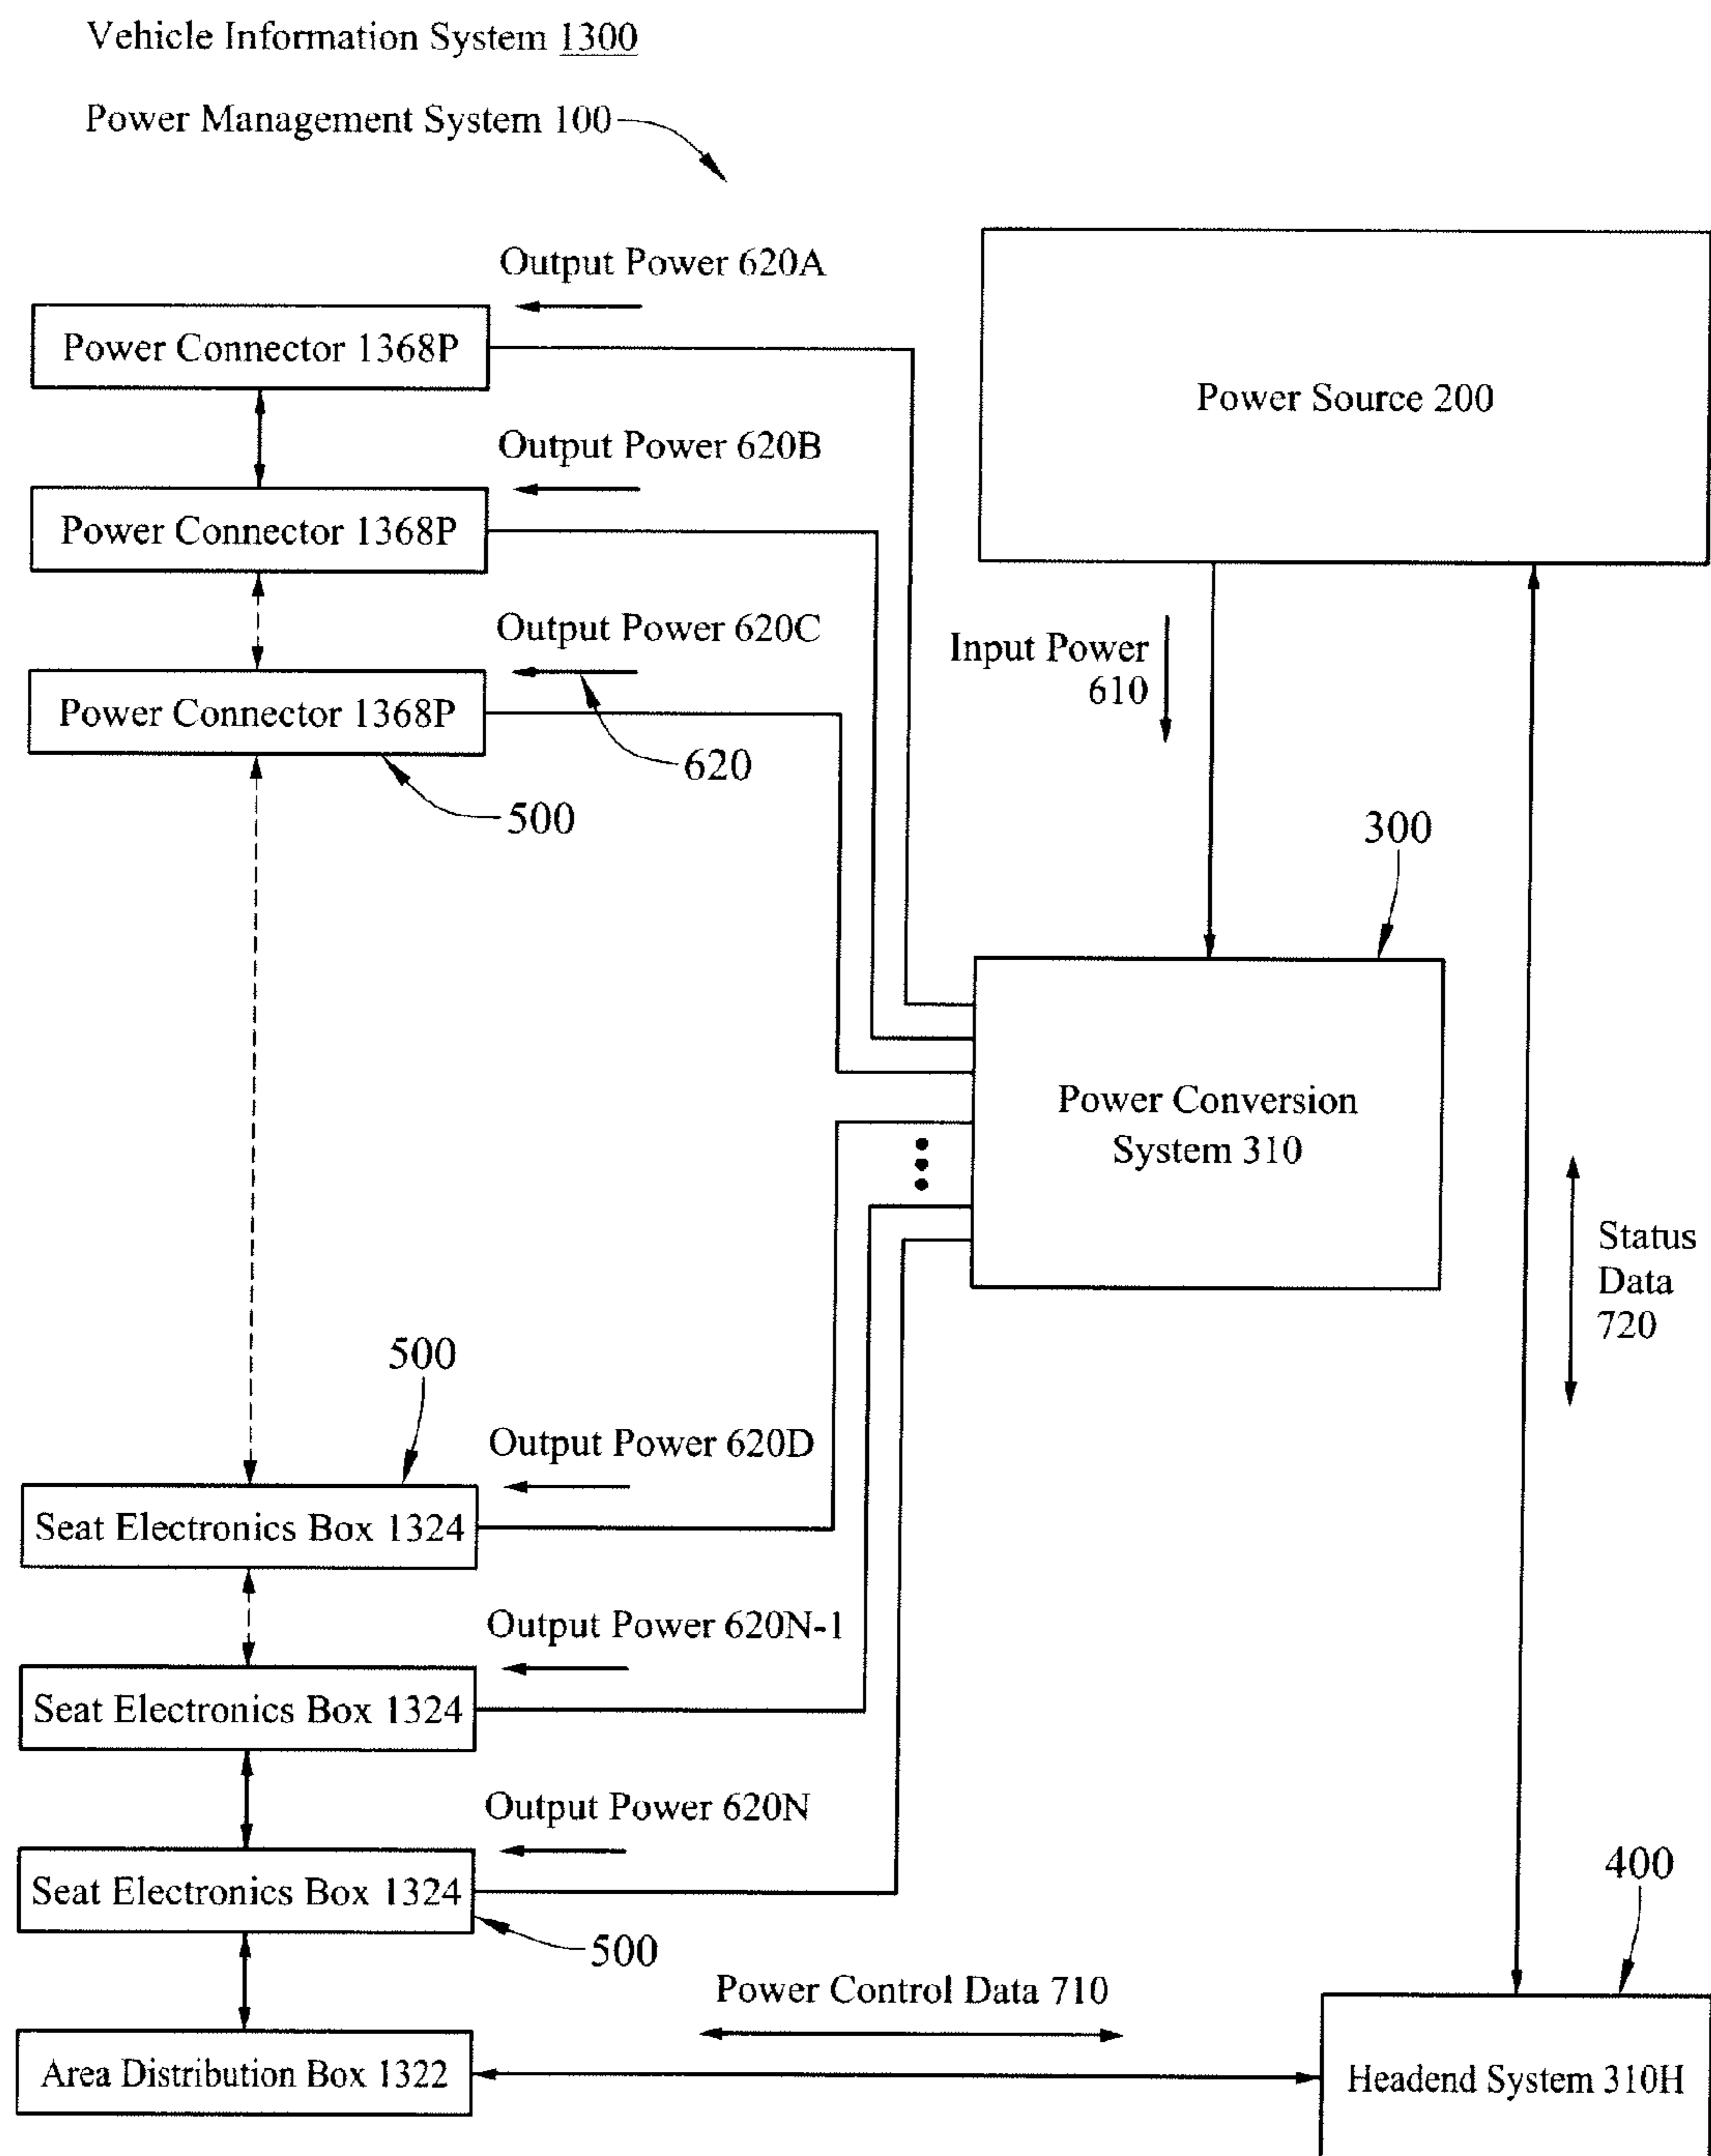 Vehicle Information System 1300
Power Management System 100
Output Power 620A
Power Connector 1368P
Power Source 200
Output Power 620B
Power Connector 1368P
Output Power 620C
Input Power
610
Power Connector 1368P
620
500
300
Power Conversion
System 310
Status
Data
720
500
Output Power 620D
Seat Electronics Box 1324
Output Power 620N-1
Seat Electronics Box 1324
Output Power 620N
Seat Electronics Box 1324
500
400
Power Control Data 710
Area Distribution Box 1322
Headend System 310H